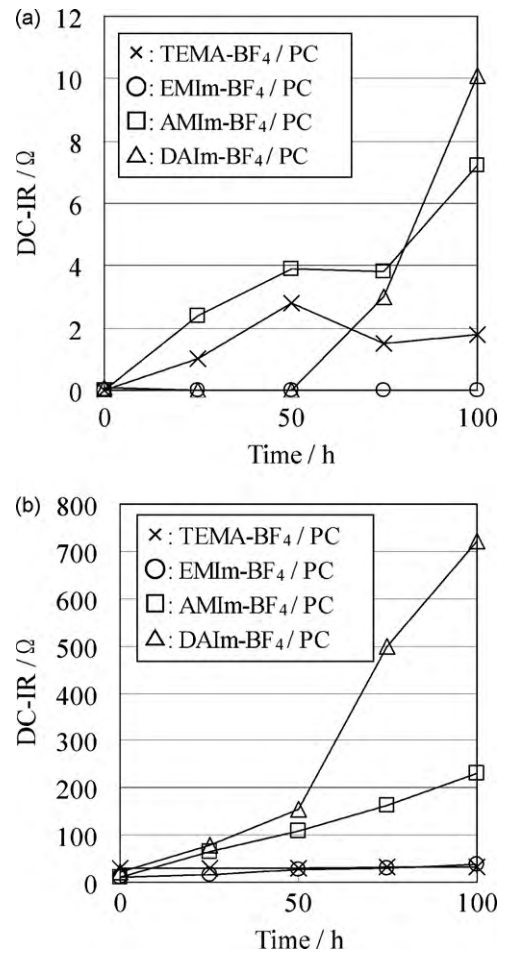 (a)
12
10
8
6
4
2
0
DC-IR / Ω
×: TEMA-BF₄ / PC
○: EMIm-BF₄ / PC
□: AMIm-BF₄ / PC
△: DAIm-BF₄ / PC
0 50 100
Time / h
(b)
800
700
600
500
400
300
200
100
0
DC-IR / Ω
×: TEMA-BF₄ / PC
○: EMIm-BF₄ / PC
□: AMIm-BF₄ / PC
△: DAIm-BF₄ / PC
0 50 100
Time / h